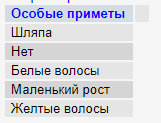 Особые приметы
Шляпа
Нет
Белые волосы
Маленький рост
Желтые волосы